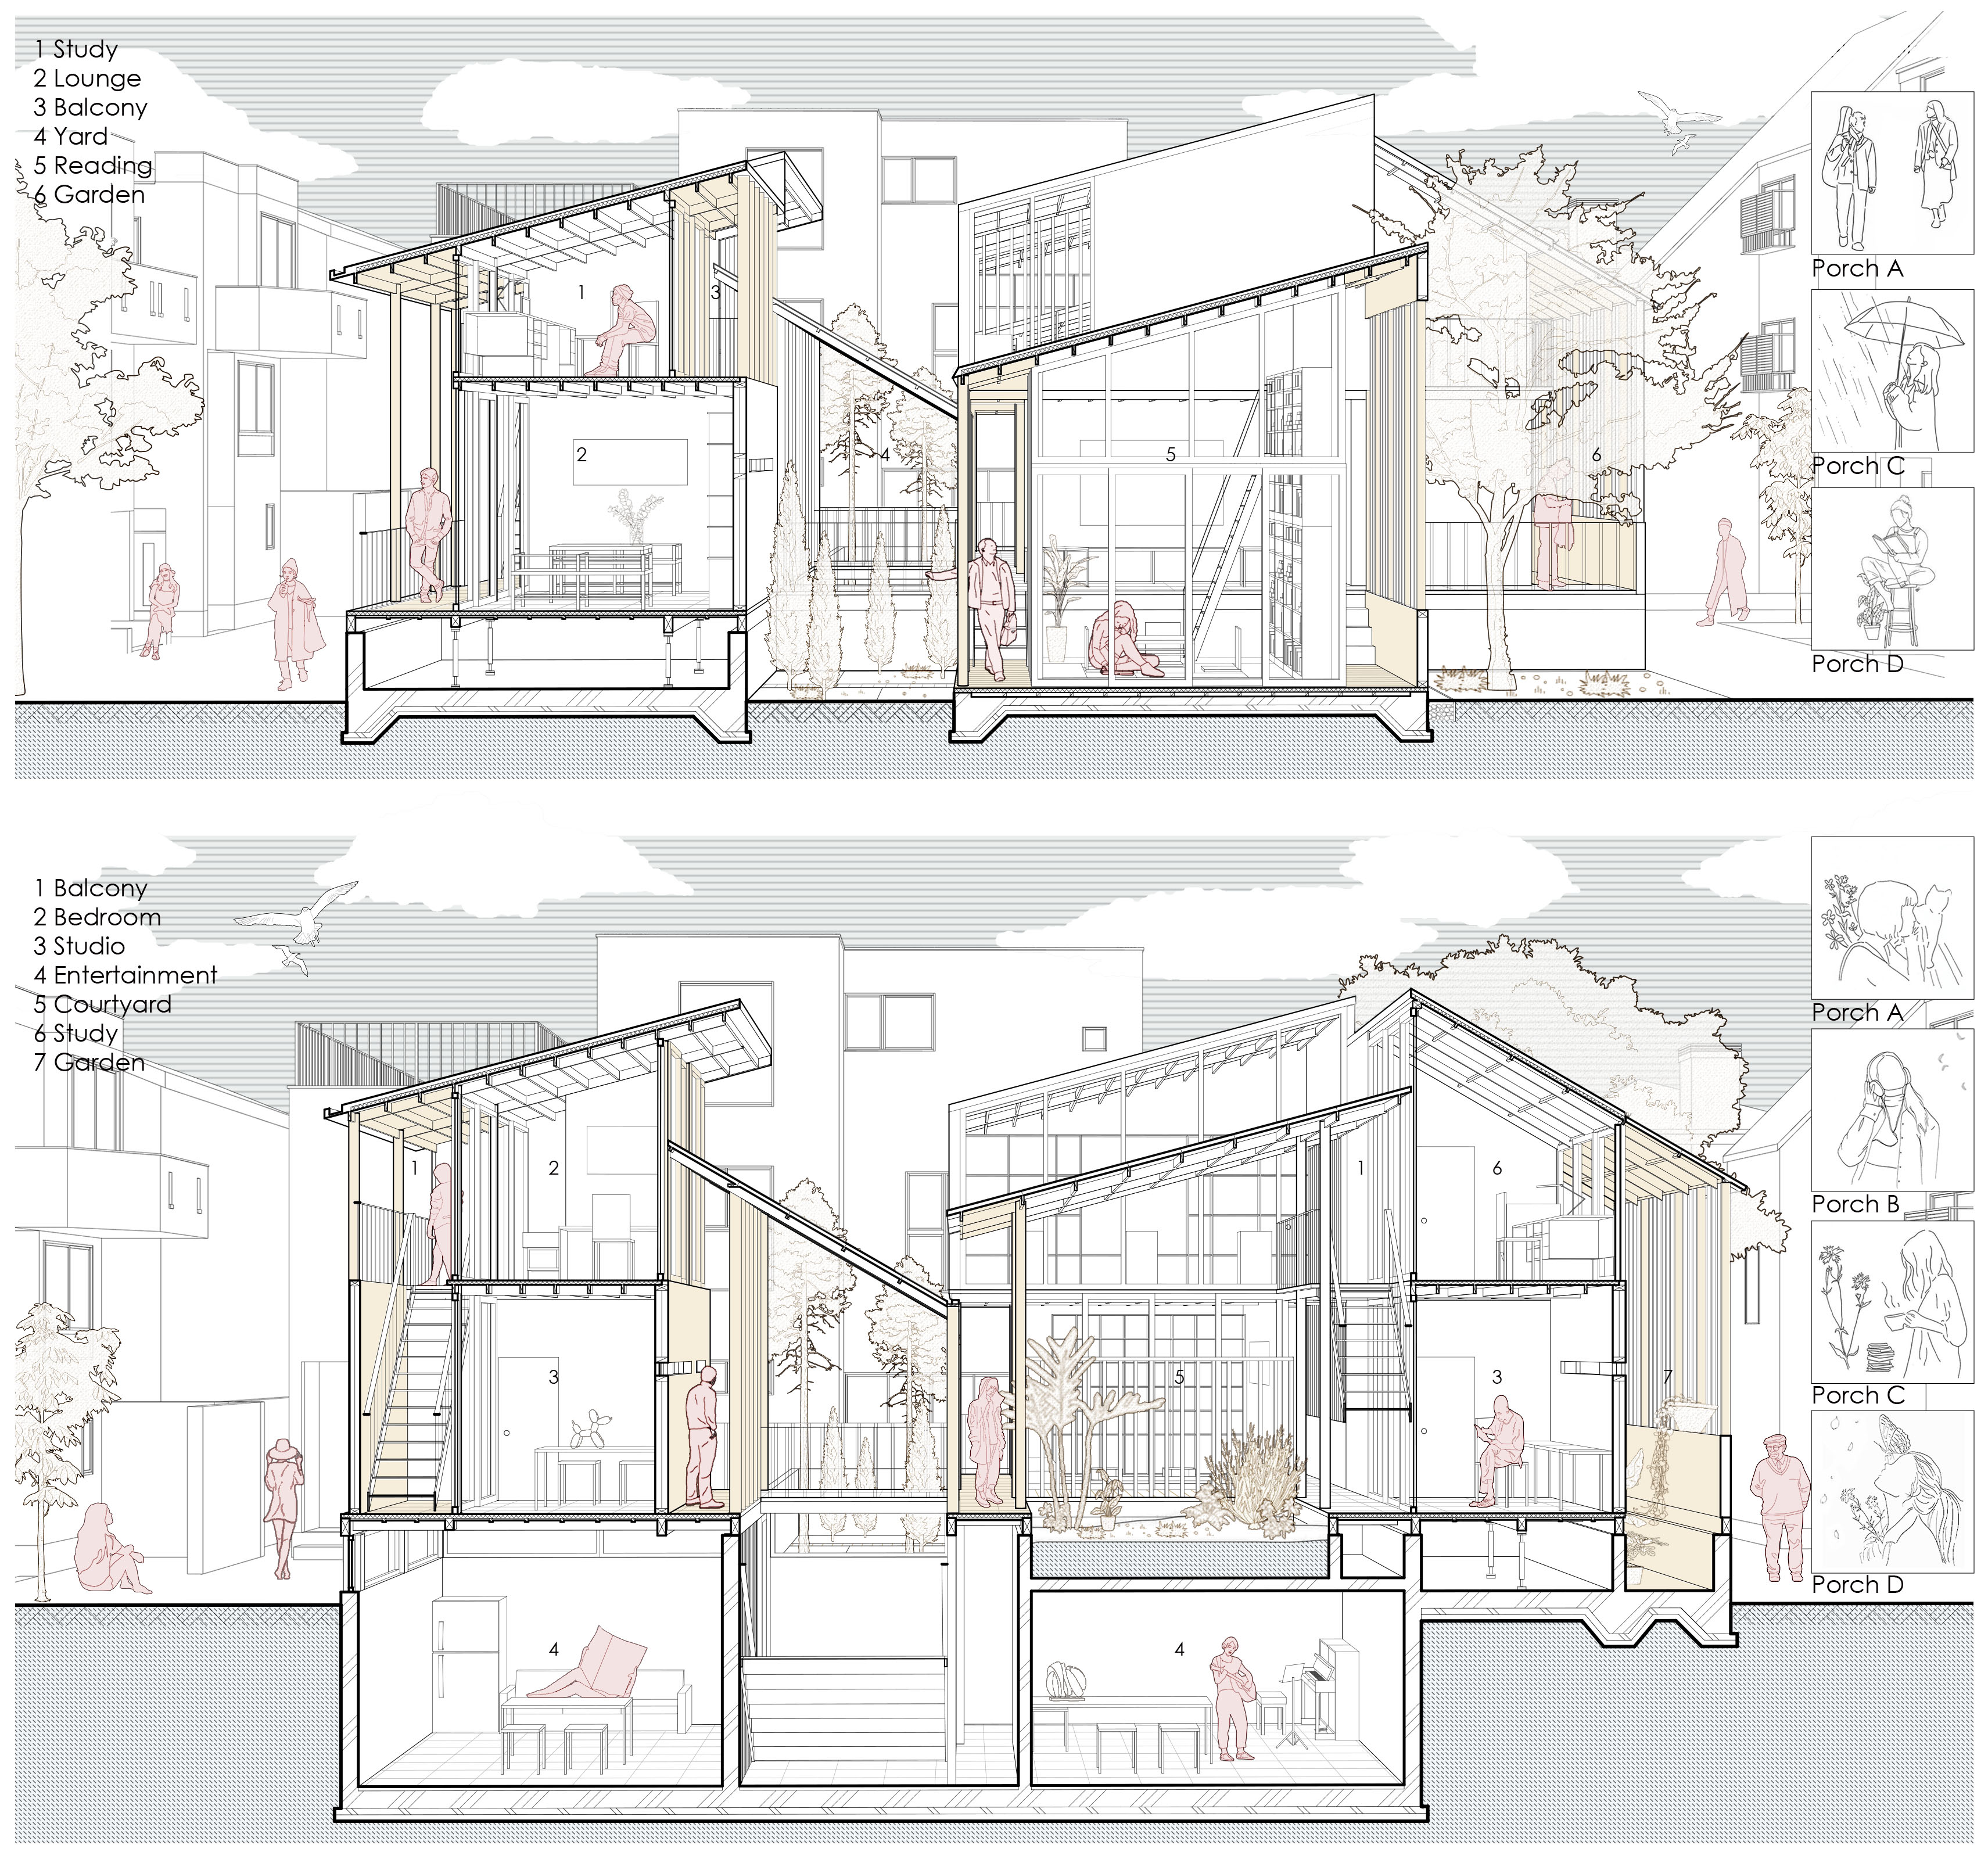 1 Study
2 Lounge
3 Balcony
4 Yard
5 Reading
6 Garden
1
3
2
4
5
6
Porch A
Porch C
Porch D
1 Balcony
2 Bedroom
3 Studio
4 Entertainment
5 Courtyard
6 Study
7 Garden
1
2
1
6
3
5
3
7
4
4
Porch A
Porch B
Porch C
Porch D